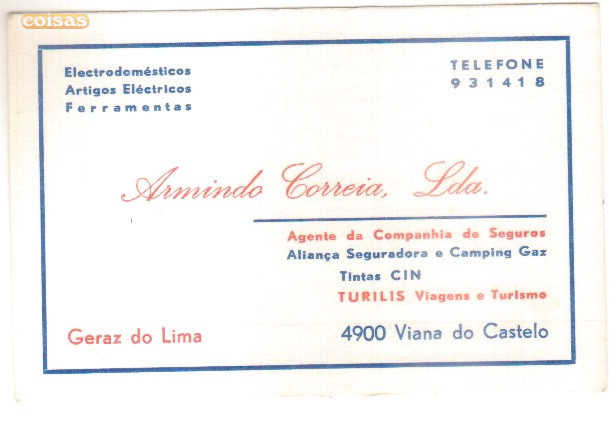 coisas
Electrodomésticos
Artigos Eléctricos
Ferramentas
TELEFONE
931418
Armindo Correia, Lda.
Agente da Companhia de Seguros
Aliança Seguradora e Camping Gaz
Tintas CIN
TURILIS Viagens e Turismo
Geraz do Lima
4900 Viana do Castelo